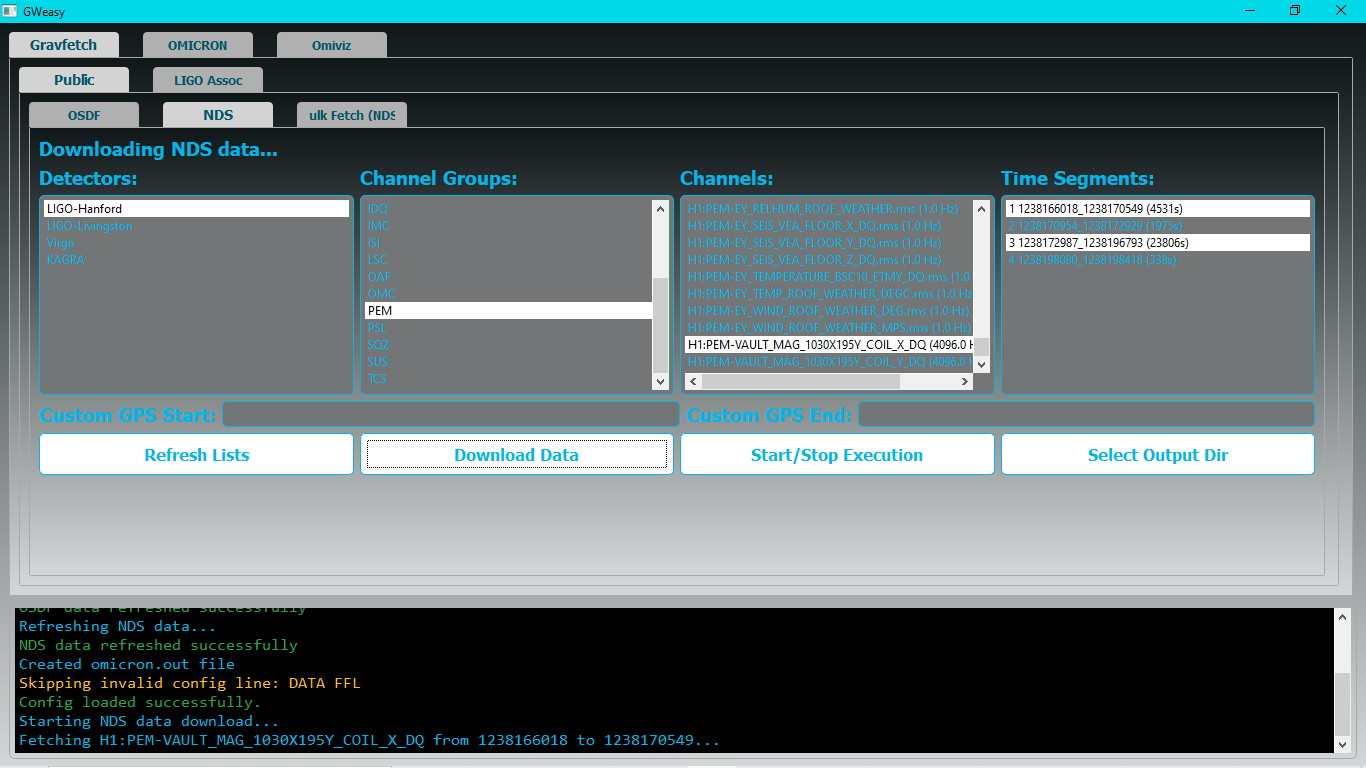 GWeasy
Gravfetch OMICRON Omiviz
Public LIGO Assoc
OSDF NDS ulk Fetch (NDS
Downloading NDS data...
Detectors:
LIGO-Hanford
LIGO-Livingston
Virgo
KAGRA
Channel Groups:
IDQ
IMC
ISI
LSC
OAF
OMC
PEM
PSL
SQZ
SUS
TCS
Channels:
H1:PEM-EY_RELHUM_ROOF_WEATHER.rms (1.0 Hz)
H1:PEM-EY_SEIS_VEA_FLOOR_X_DQ.rms (1.0 Hz)
H1:PEM-EY_SEIS_VEA_FLOOR_Y_DQ.rms (1.0 Hz)
H1:PEM-EY_SEIS_VEA_FLOOR_Z_DQ.rms (1.0 Hz)
H1:PEM-EY_TEMPERATURE_BSC10_ETMY_DQ.rms (1.0
H1:PEM-EY_TEMP_ROOF_WEATHER_DEGC.rms (1.0 Hz
H1:PEM-EY_WIND_ROOF_WEATHER_DEG.rms (1.0 Hz)
H1:PEM-EY_WIND_ROOF_WEATHER_MPS.rms (1.0 Hz)
H1:PEM-VAULT_MAG_1030X195Y_COIL_X_DQ (4096.0 H
H1:PEM-VAULT_MAG_1030X195Y_COIL_Y_DQ (4096.0 H
Time Segments:
1 1238166018_1238170549 (4531s)
2 1238170954_1238172929 (1975s)
3 1238172987_1238196793 (23806s)
4 1238198080_1238198418 (338s)
Custom GPS Start: Custom GPS End:
Refresh Lists Download Data Start/Stop Execution Select Output Dir
OSDF data refreshed successfully
Refreshing NDS data...
NDS data refreshed successfully
Created omicron.out file
Skipping invalid config line: DATA FFL
Config loaded successfully.
Starting NDS data download...
Fetching H1:PEM-VAULT_MAG_1030X195Y_COIL_X_DQ from 1238166018 to 1238170549...